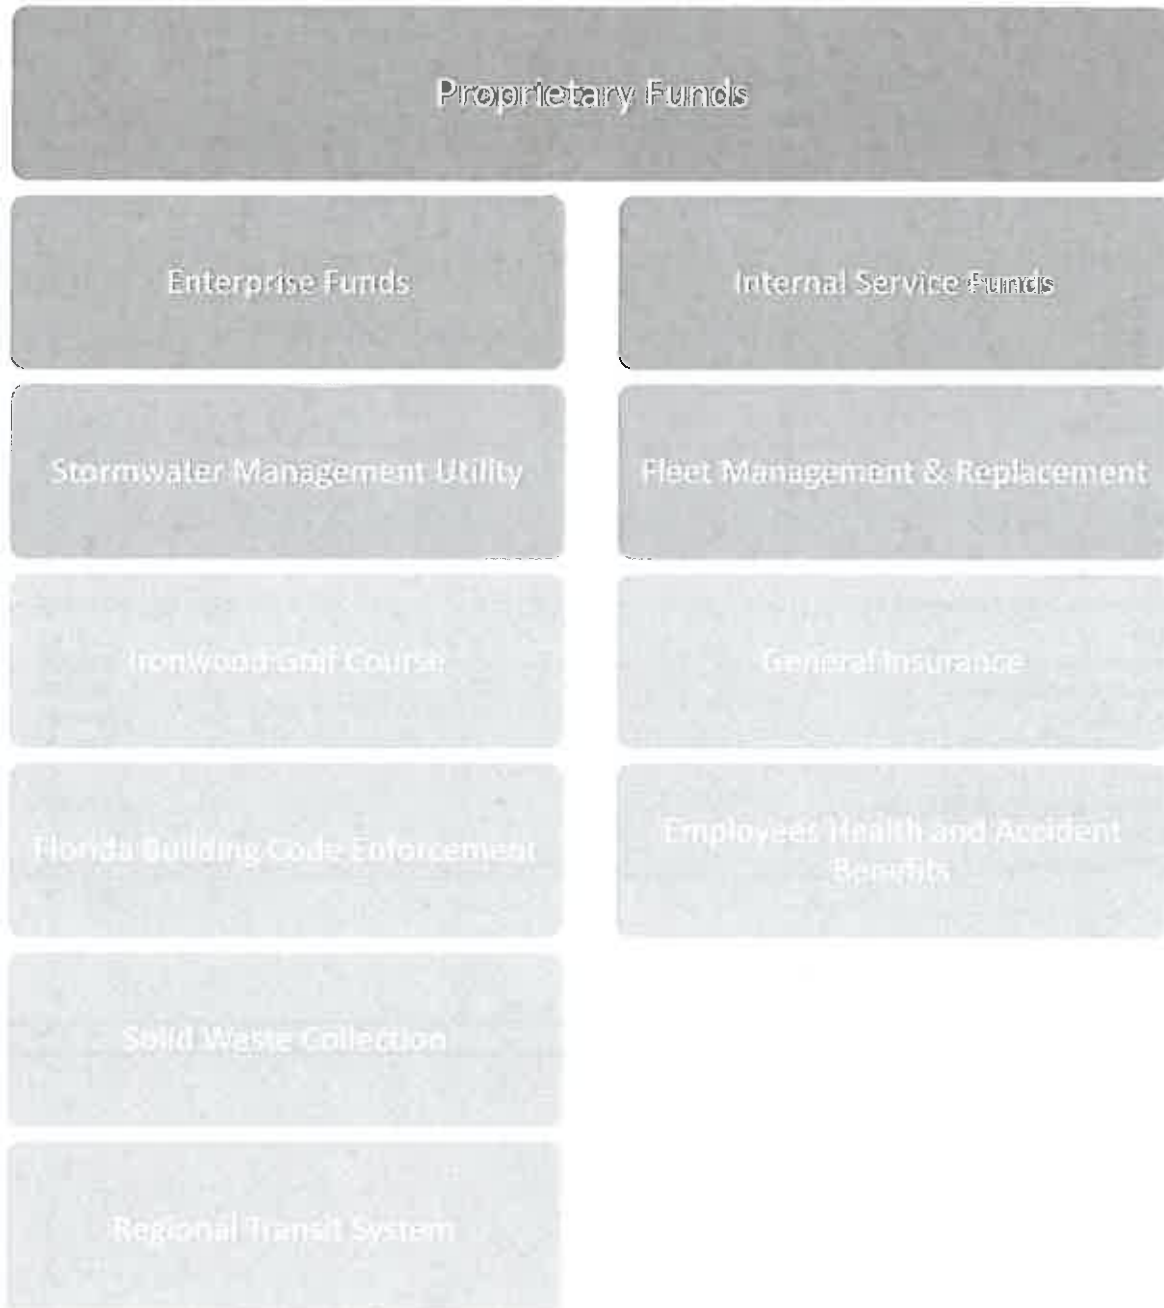 Proprietary Funds
Enterprise Funds
Internal Service Funds
Stormwater Management Utility
Fleet Management & Replacement
Ironwood Golf Course
General Insurance
Florida Building Code Enforcement
Employees Health and Accident
Benefits
Solid Waste Collection
Regional Transit System